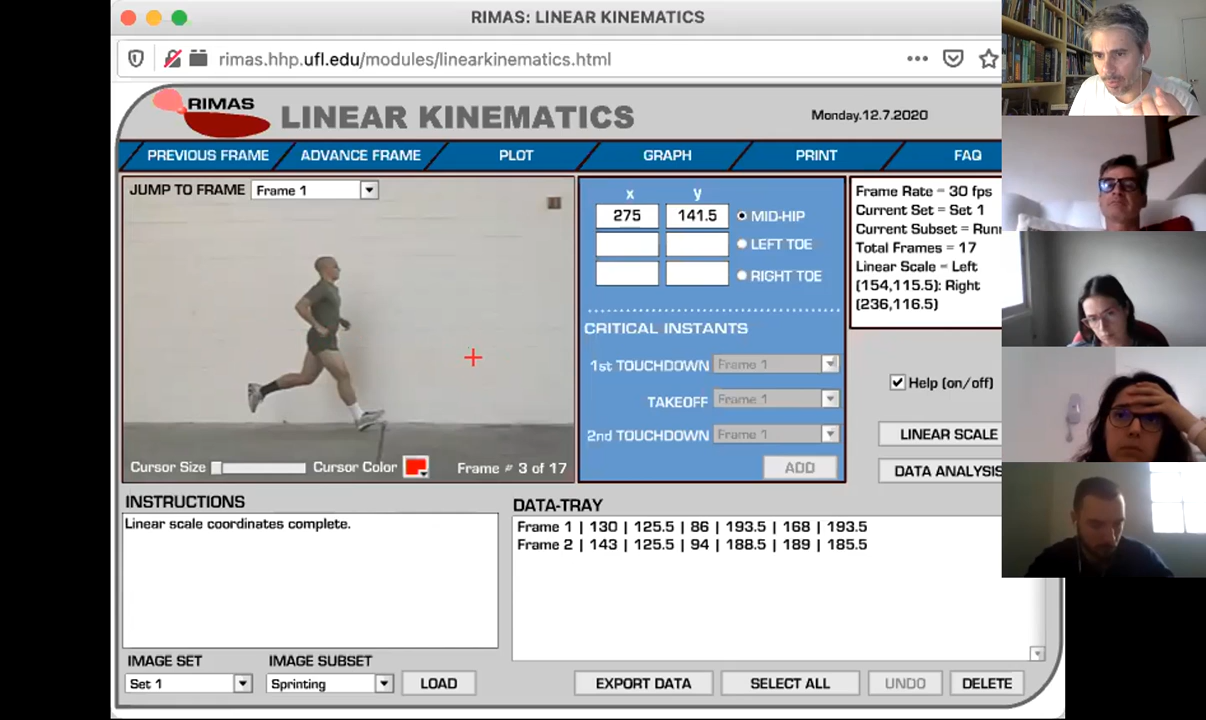 RIMAS: LINEAR KINEMATICS
rimas.hhp.ufl.edu/modules/linearkinematics.html
RIMAS
LINEAR KINEMATICS
Monday.12.7.2020
PREVIOUS FRAME ADVANCE FRAME PLOT GRAPH PRINT FAQ
JUMP TO FRAME Frame 1
x y
275 141.5 MID-HIP
LEFT TOE
RIGHT TOE
CRITICAL INSTANTS
1st TOUCHDOWN Frame 1
TAKEOFF Frame 1
2nd TOUCHDOWN Frame 1
ADD
Cursor Size Cursor Color Frame # 3 of 17
Frame Rate = 30 fps
Current Set = Set 1
Current Subset = Runn
Total Frames = 17
Linear Scale = Left
(154,115.5): Right
(236,116.5)
Help (on/off)
LINEAR SCALE
DATA ANALYSIS
INSTRUCTIONS
Linear scale coordinates complete.
DATA-TRAY
Frame 1 | 130 | 125.5 | 86 | 193.5 | 168 | 193.5
Frame 2 | 143 | 125.5 | 94 | 188.5 | 189 | 185.5
IMAGE SET IMAGE SUBSET
Set 1 Sprinting LOAD
EXPORT DATA SELECT ALL UNDO DELETE